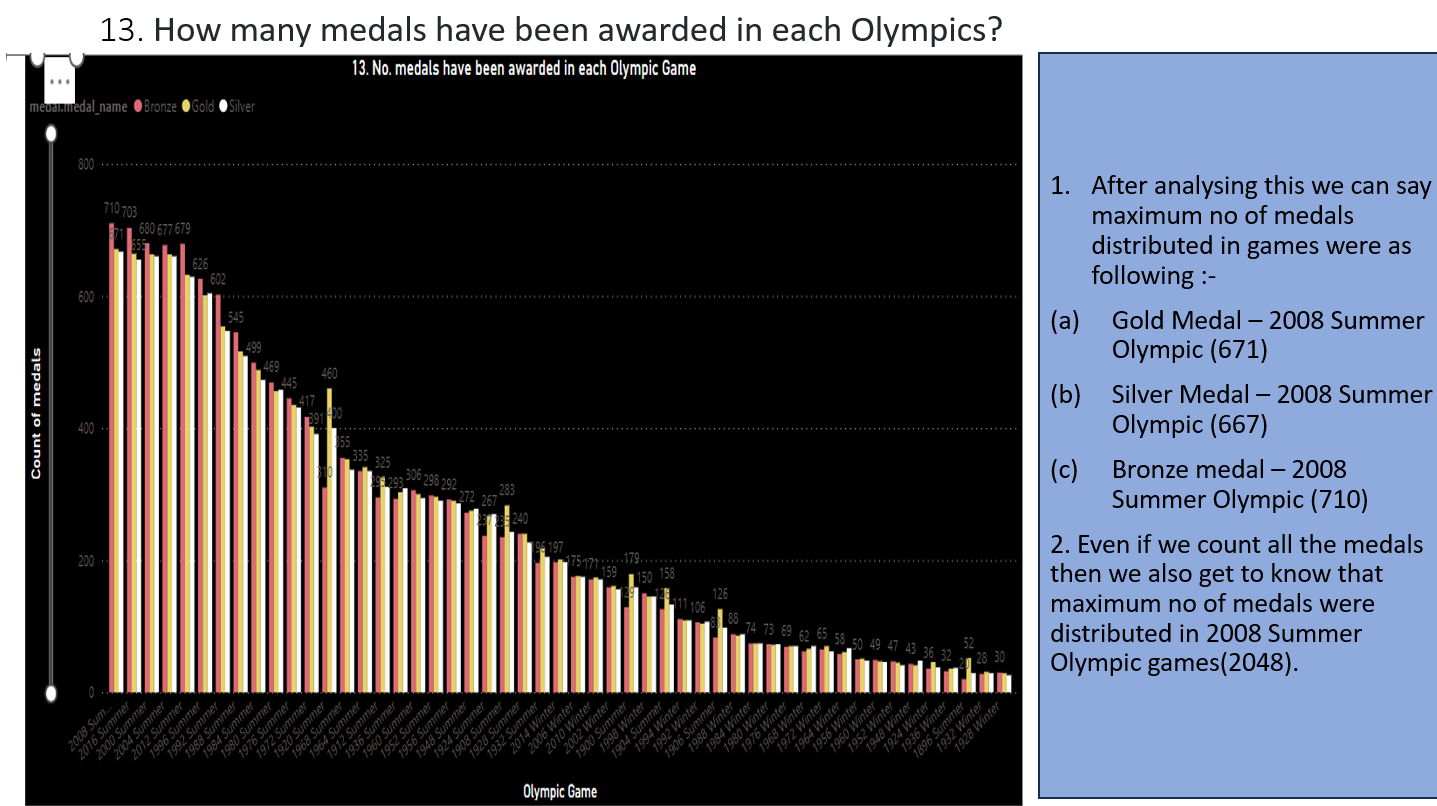 13. How many medals have been awarded in each Olympics?
13. No. medals have been awarded in each Olympic Game
medal.medal_name Bronze Gold Silver
Count of medals
800
600
400
200
0
710 703 680 677 679 626 602 545 499 469 445 417 460 400 355 335 325 293 306 298 292 272 267 283 240 196 197 175 171 159 179 150 158 111 106 126 88 74 73 69 62 65 58 50 49 47 43 36 32 52 28 30
671 655 391 310
2008 Sum...
2016 Summer
2000 Summer
2004 Summer
2012 Summer
1996 Summer
1992 Summer
1988 Summer
1984 Summer
1980 Summer
1976 Summer
1972 Summer
1920 Summer
1968 Summer
1964 Summer
1912 Summer
1936 Summer
1960 Summer
1952 Summer
1956 Summer
1948 Summer
1924 Summer
1908 Summer
1928 Summer
1932 Summer
2014 Winter
2006 Winter
2010 Winter
2002 Winter
1900 Summer
1998 Winter
1904 Summer
1994 Winter
1992 Winter
1906 Summer
1988 Winter
1984 Winter
1980 Winter
1976 Winter
1968 Winter
1972 Winter
1964 Winter
1956 Winter
1960 Winter
1952 Winter
1948 Winter
1924 Winter
1936 Winter
1896 Summer
1932 Winter
1928 Winter
Olympic Game
1. After analysing this we can say
maximum no of medals
distributed in games were as
following :-
(a) Gold Medal – 2008 Summer
Olympic (671)
(b) Silver Medal – 2008 Summer
Olympic (667)
(c) Bronze medal – 2008
Summer Olympic (710)
2. Even if we count all the medals
then we also get to know that
maximum no of medals were
distributed in 2008 Summer
Olympic games(2048).